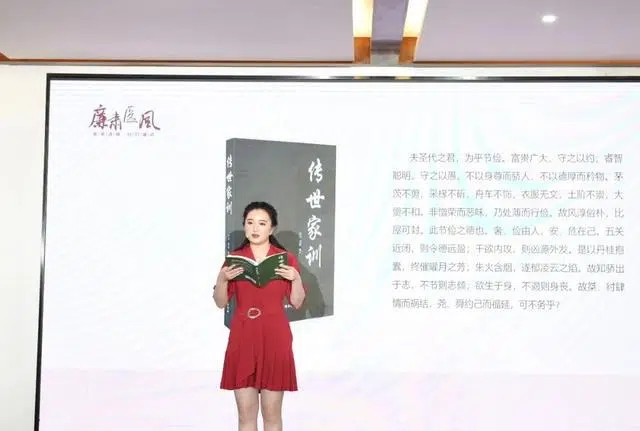 廉肃医风
传世家训
传世家训
夫圣代之君，为乎节俭。富祟广大，守之以约；睿智
聪明，守之以愚。不以身尊而骄人，不以德厚而矜物。茅
茨不剪，采椽不斫，舟车不饰，衣服无文，土阶不崇，大
羹不和。非憎荣而恶味，乃处薄而行俭。故风淳俗朴，比
座可封。此节俭之德也。奢、俭由人，安、危在己。五关
近闭，则令德远盈；千欲内攻，则凶源外发。是以丹桂抱
蠹，终催曜月之芳；朱火含烟，遂郁凌云之焰。故知骄出
于志，不节则志倾；欲生于身，不遏则身丧。故桀、纣肆
情而祸结，尧、舜约己而福延，可不务乎？